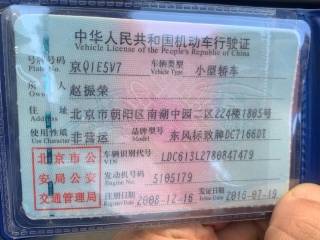 中华人民共和国机动车行驶证
Vehicle License of the People's Republic of China
号牌号码 京Q1E5V7 车辆类型 小型轿车
Plate No. Vehicle Type
所有人 赵振荣
Owner
住址 北京市朝阳区南湖中园二区224楼1805号
Address
使用性质 非营运 品牌型号 东风标致牌DC7166DT
Use Character Model
北京市公 车辆识别代号 LDC613L2780847479
VIN
安局公安 发动机号码 5105179
Engine No.
交通管理局 注册日期 2008-12-16 发证日期 2016-07-19
Register Date Issue Date